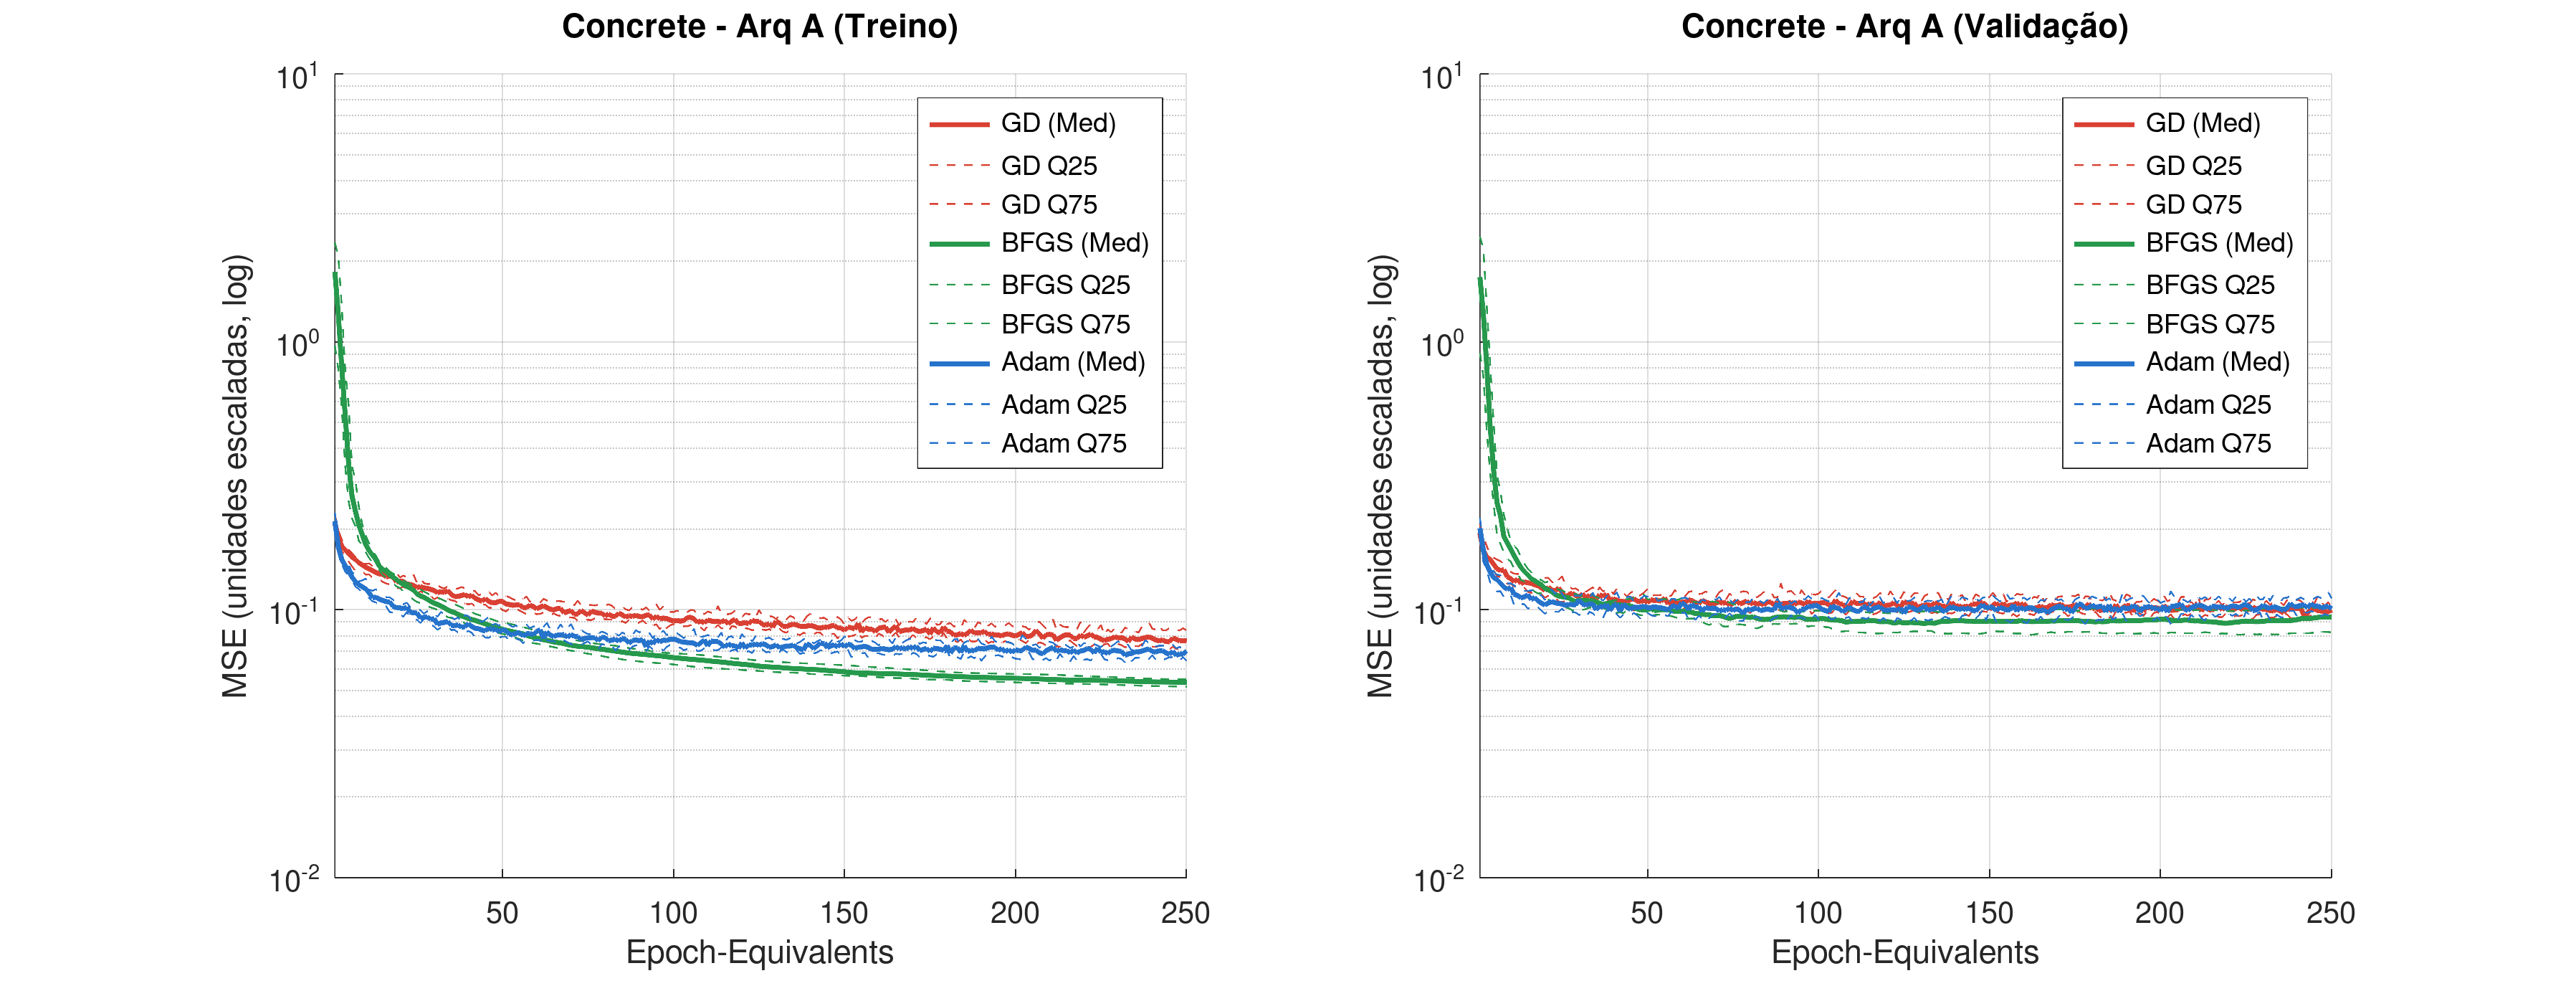 Concrete - Arq A (Treino)
10^1
10^0
10^-1
10^-2
MSE (unidades escaladas, log)
GD (Med)
GD Q25
GD Q75
BFGS (Med)
BFGS Q25
BFGS Q75
Adam (Med)
Adam Q25
Adam Q75
50 100 150 200 250
Epoch-Equivalents
Concrete - Arq A (Validação)
10^1
10^0
10^-1
10^-2
MSE (unidades escaladas, log)
GD (Med)
GD Q25
GD Q75
BFGS (Med)
BFGS Q25
BFGS Q75
Adam (Med)
Adam Q25
Adam Q75
50 100 150 200 250
Epoch-Equivalents